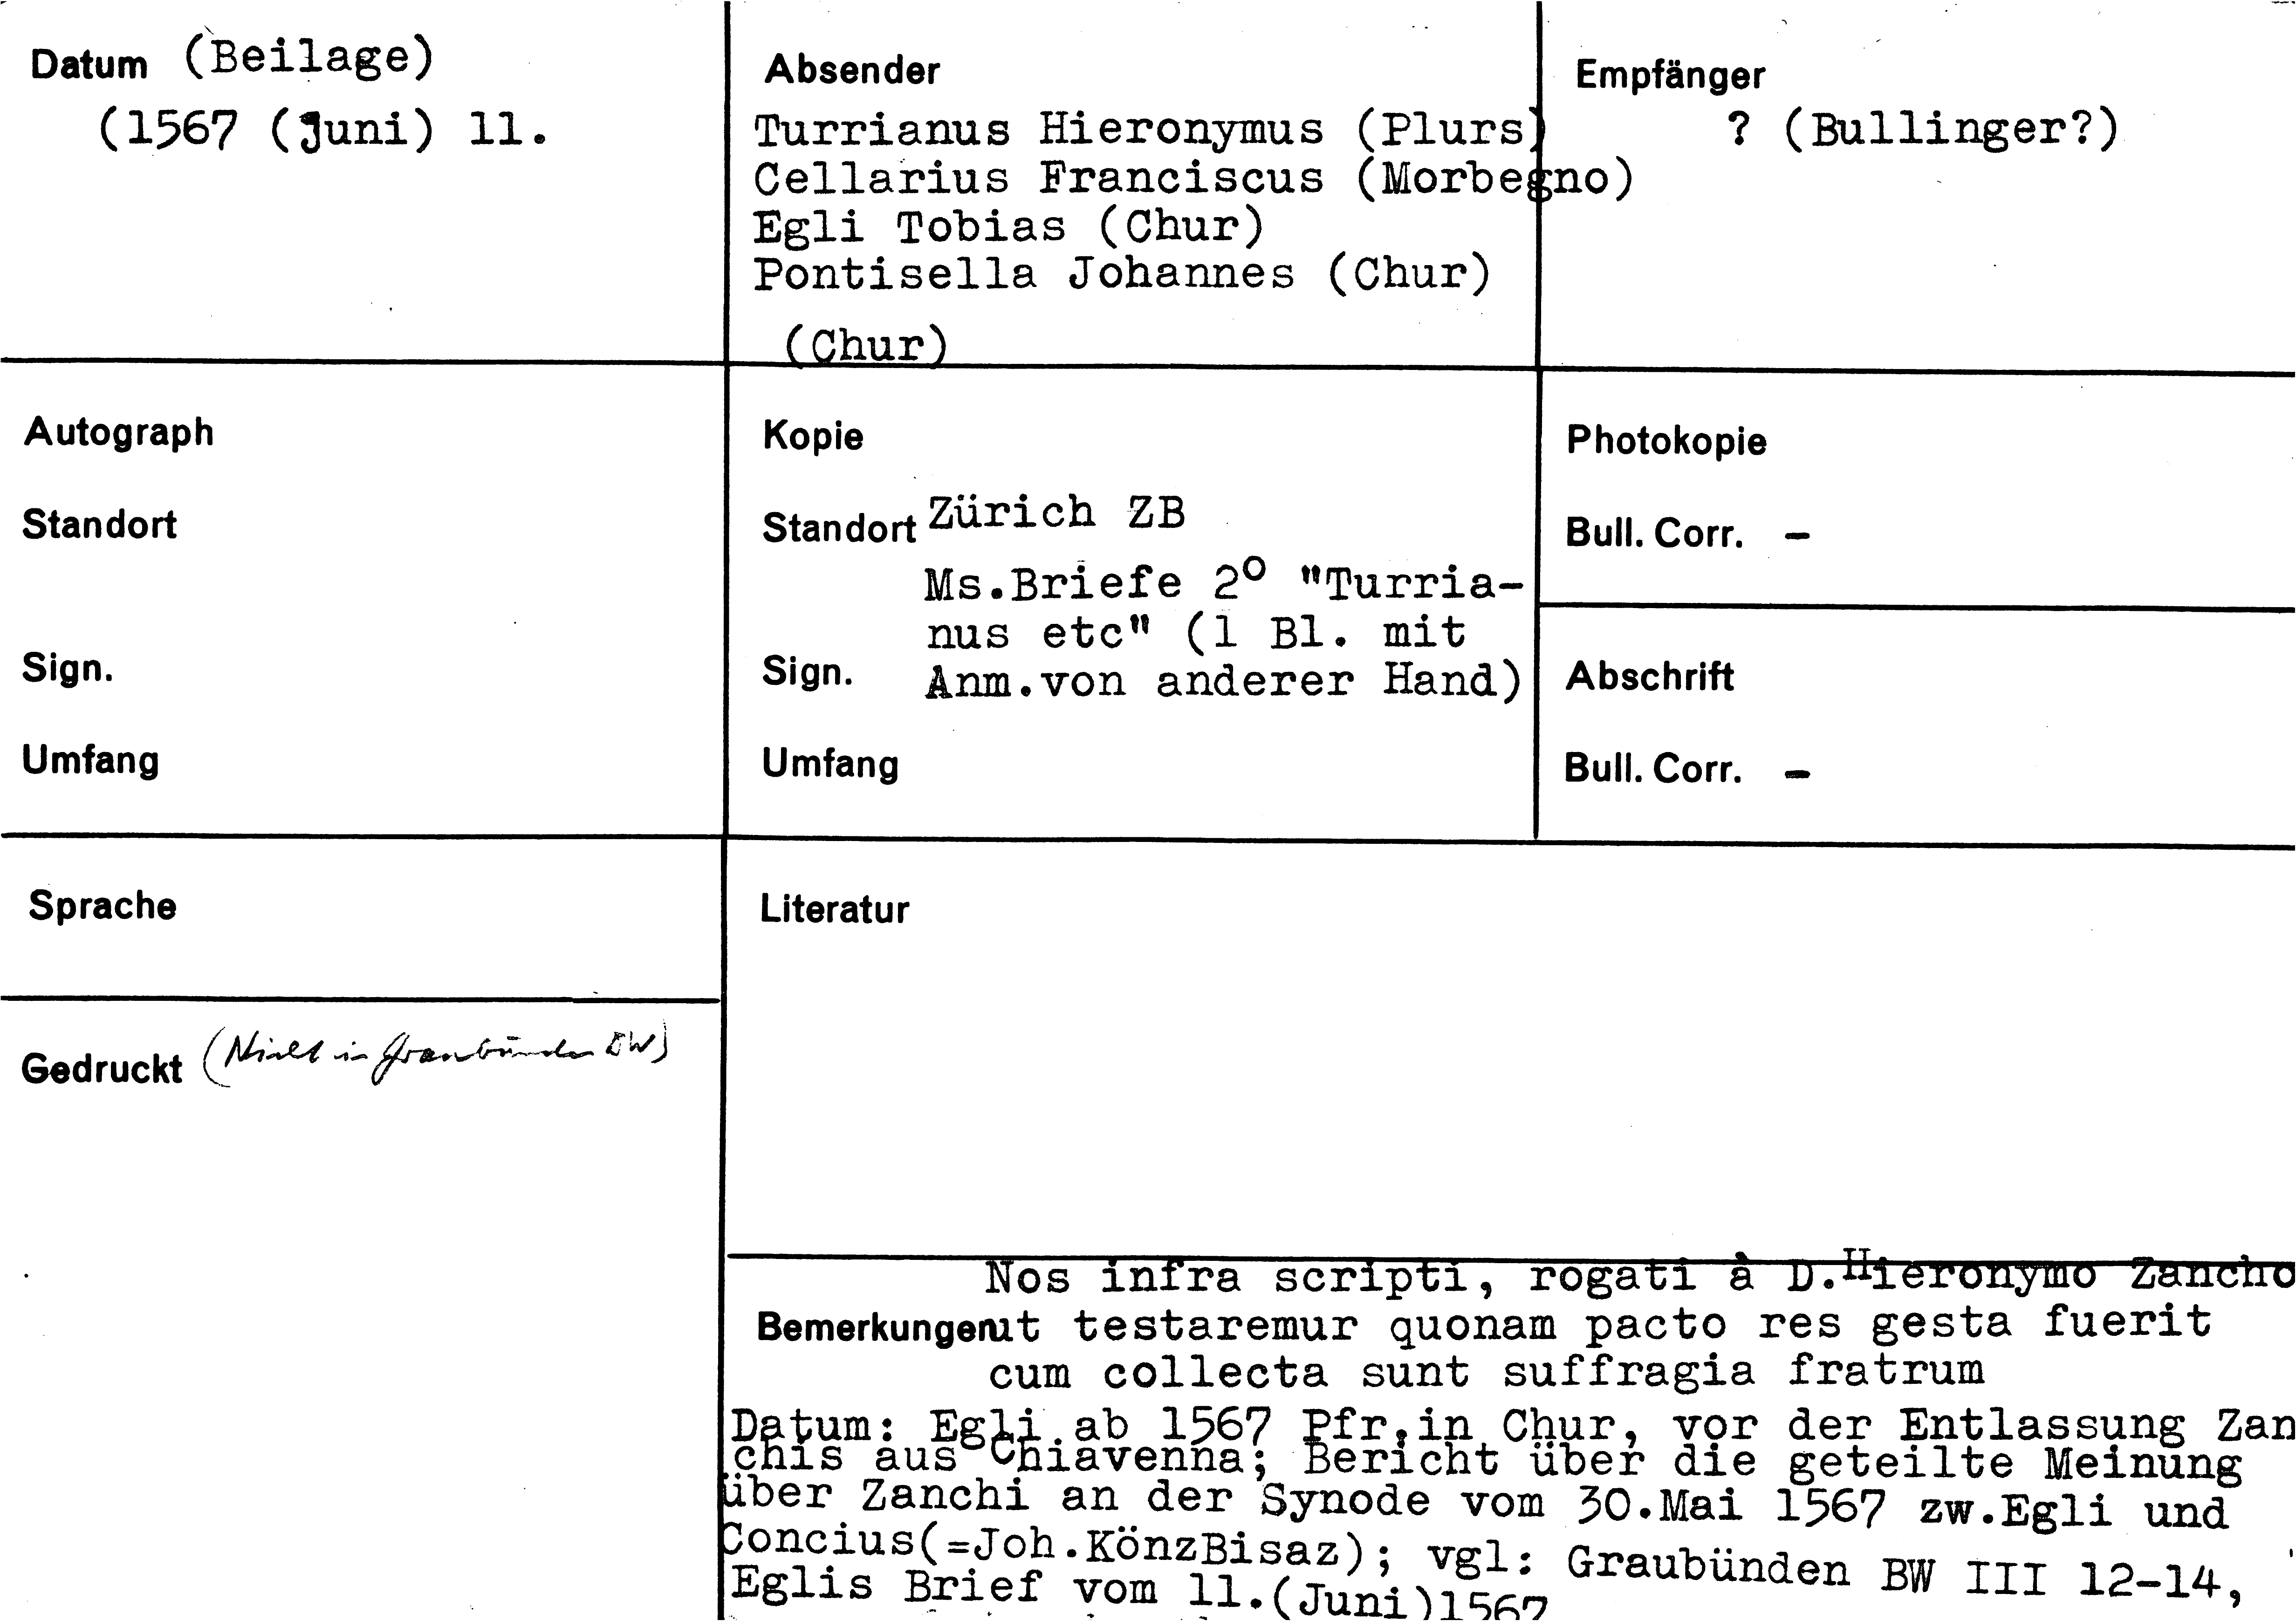 Datum (Beilage)
(1567 (Juni) 11.
Absender
Turrianus Hieronymus (Plurs)
Cellarius Franciscus (Morbegno)
Egli Tobias (Chur)
Pontisella Johannes (Chur)
(Chur)
Empfänger
? (Bullinger?)
Autograph
Standort
Sign.
Umfang
Kopie
Standort Zürich ZB
Ms.Briefe 2º "Turria-
nus etc" (1 Bl. mit
Sign. Anm.von anderer Hand)
Umfang
Photokopie
Bull. Corr. -
Abschrift
Bull. Corr. -
Sprache
Gedruckt (Nicht in Graubünden BW)
Literatur
Nos infra scripti, rogati à D.Hieronymo Zancho
Bemerkungen ut testaremur quonam pacto res gesta fuerit
cum collecta sunt suffragia fratrum
Datum: Egli ab 1567 Pfr.in Chur, vor der Entlassung Zan
chis aus Chiavenna; Bericht über die geteilte Meinung
über Zanchi an der Synode vom 30.Mai 1567 zw.Egli und
Concius(=Joh.KönzBisaz); vgl: Graubünden BW III 12-14,
Eglis Brief vom 11.(Juni)1567